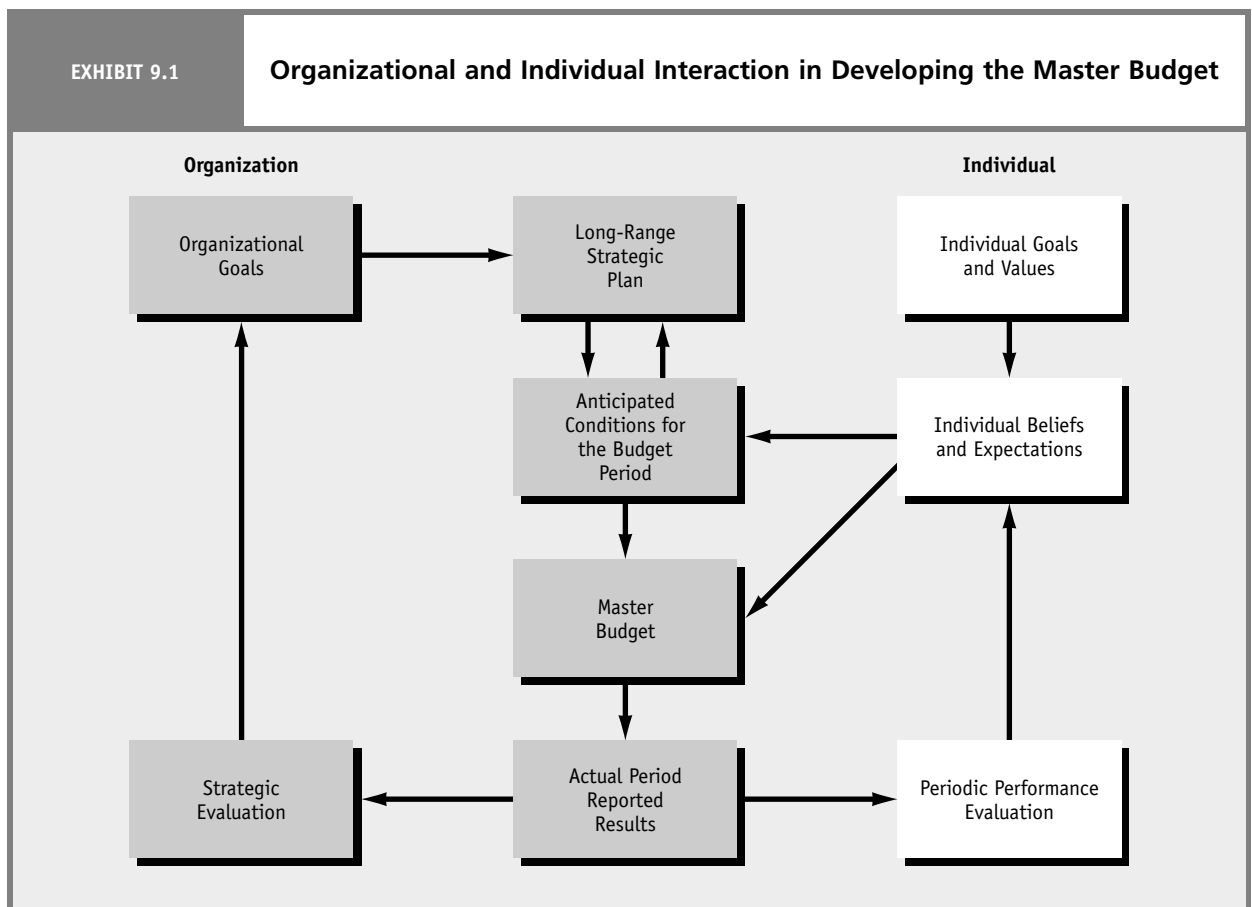 EXHIBIT 9.1
Organizational and Individual Interaction in Developing the Master Budget
Organization
Individual
Organizational
Goals
Long-Range
Strategic
Plan
Individual Goals
and Values
Anticipated
Conditions for
the Budget
Period
Individual Beliefs
and Expectations
Master
Budget
Strategic
Evaluation
Actual Period
Reported
Results
Periodic Performance
Evaluation